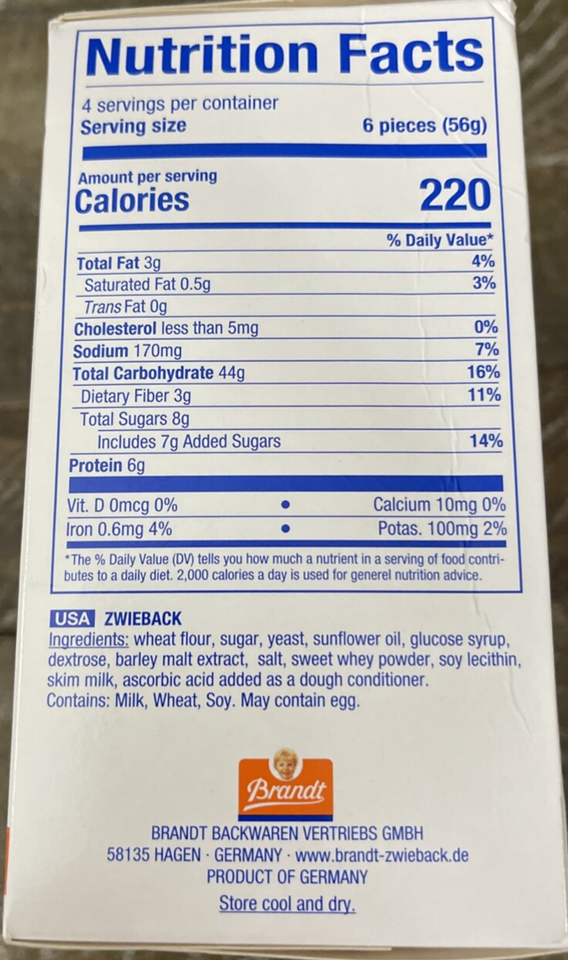 Nutrition Facts
4 servings per container
Serving size 6 pieces (56g)
Amount per serving
Calories 220
% Daily Value*
Total Fat 3g 4%
Saturated Fat 0.5g 3%
Trans Fat 0g
Cholesterol less than 5mg 0%
Sodium 170mg 7%
Total Carbohydrate 44g 16%
Dietary Fiber 3g 11%
Total Sugars 8g
Includes 7g Added Sugars 14%
Protein 6g
Vit. D 0mcg 0% • Calcium 10mg 0%
Iron 0.6mg 4% • Potas. 100mg 2%
*The % Daily Value (DV) tells you how much a nutrient in a serving of food contri-
butes to a daily diet. 2,000 calories a day is used for generel nutrition advice.
USA ZWIEBACK
Ingredients: wheat flour, sugar, yeast, sunflower oil, glucose syrup,
dextrose, barley malt extract, salt, sweet whey powder, soy lecithin,
skim milk, ascorbic acid added as a dough conditioner.
Contains: Milk, Wheat, Soy. May contain egg.
Brandt
BRANDT BACKWAREN VERTRIEBS GMBH
58135 HAGEN · GERMANY · www.brandt-zwieback.de
PRODUCT OF GERMANY
Store cool and dry.